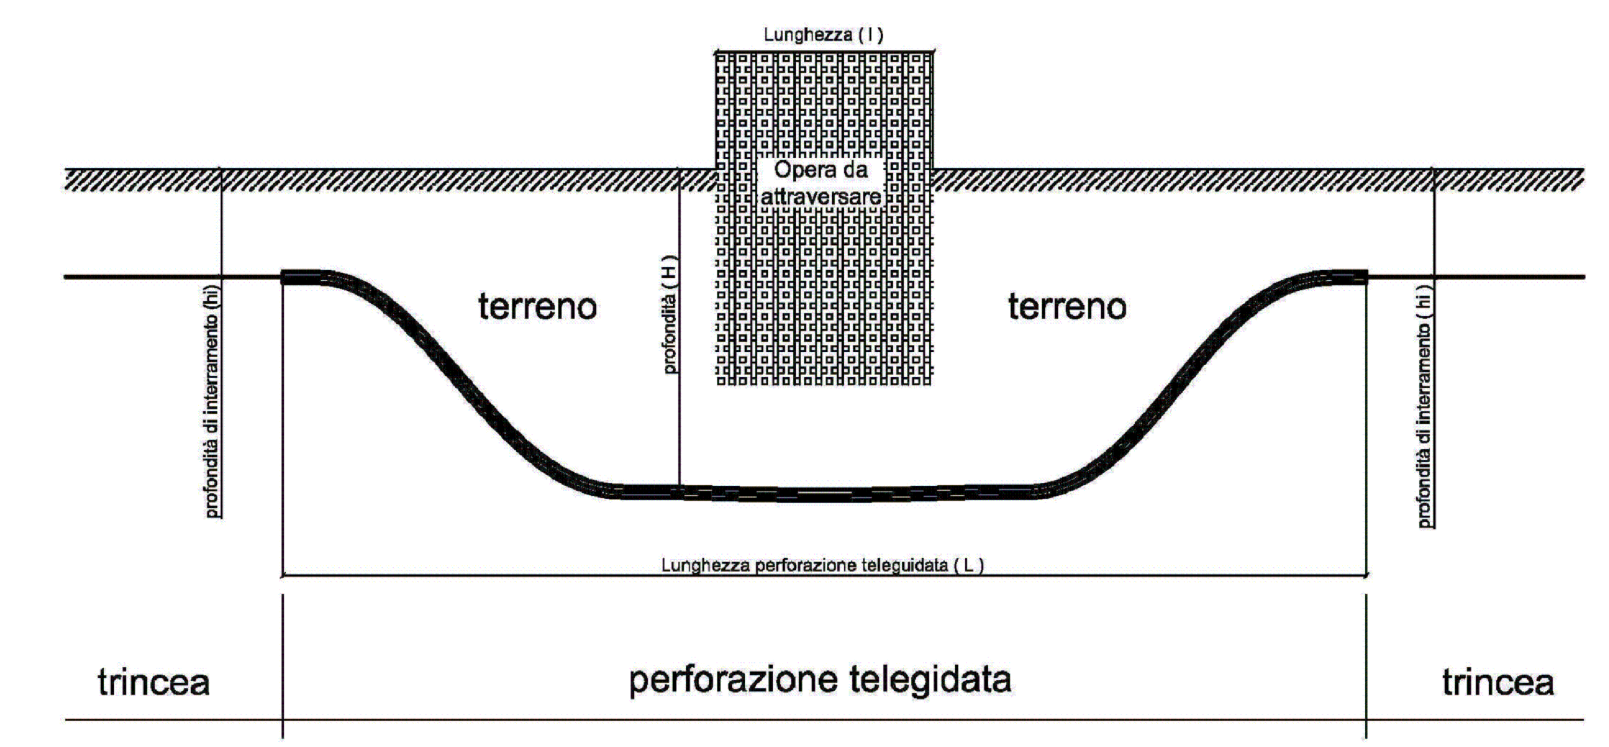 Lunghezza ( l )
Opera da
attraversare
terreno
profondità ( H )
terreno
profondità di interramento (hi)
profondità di interramento ( hi )
Lunghezza perforazione teleguidata ( L )
trincea
perforazione telegidata
trincea